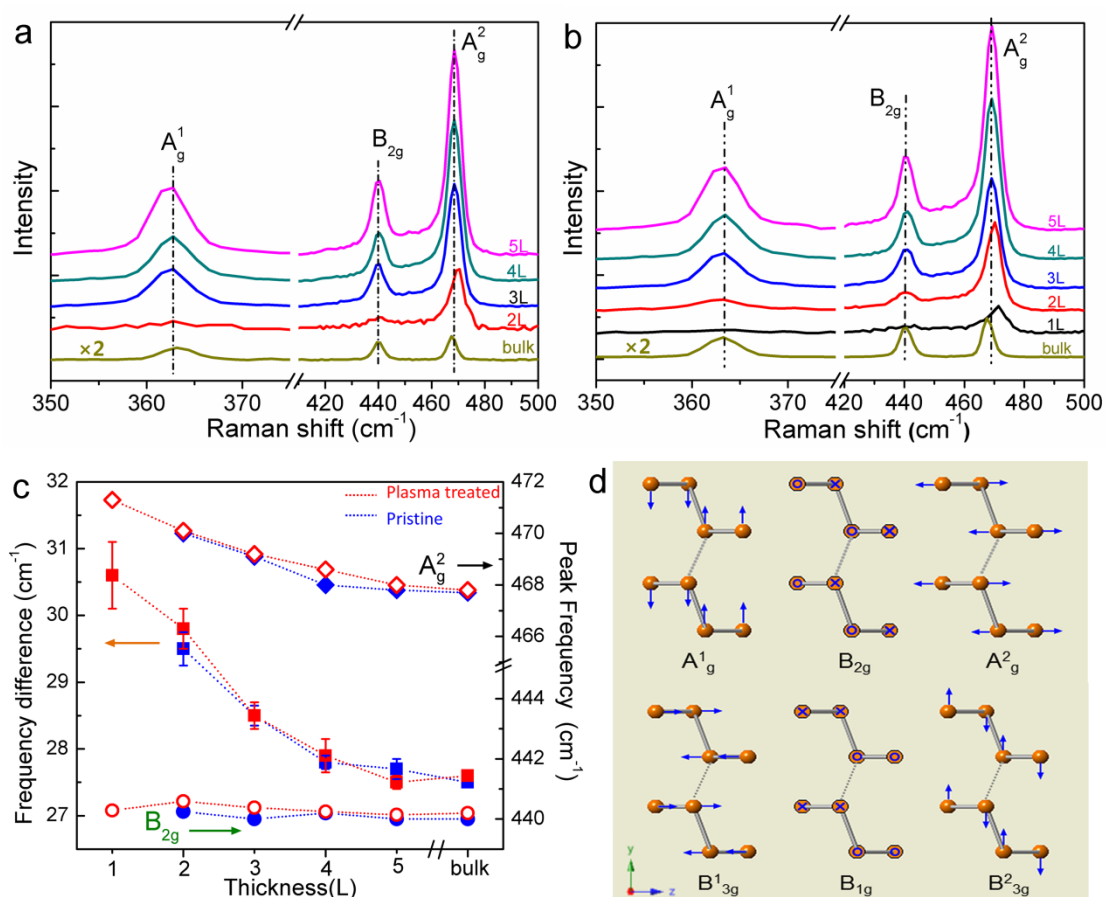 a
A¹g
B₂g
A²g
5L
4L
3L
2L
bulk
×2
Intensity
350 360 370 420 440 460 480 500
Raman shift (cm⁻¹)
b
A¹g
B₂g
A²g
5L
4L
3L
2L
1L
bulk
×2
Intensity
350 360 370 420 440 460 480 500
Raman shift (cm⁻¹)
c
Plasma treated
Pristine
A²g
B₂g
32
31
30
29
28
27
Frequency difference (cm⁻¹)
472
470
468
466
444
442
440
Peak Frequency (cm⁻¹)
1 2 3 4 5 bulk
Thickness(L)
d
A¹g B₂g A²g
B¹3g B1g B²3g
y
z